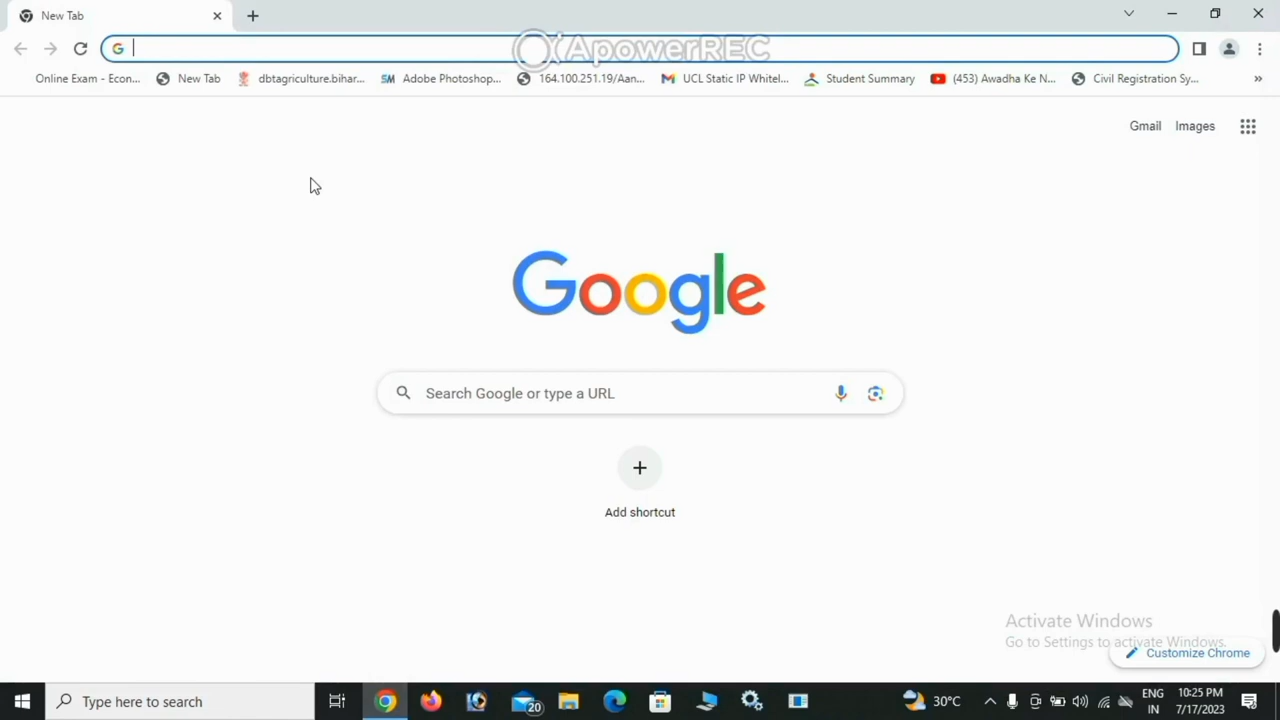 New Tab
ApowerREC
Online Exam - Econ...
New Tab
dbtagriculture.bihar...
SM Adobe Photoshop...
164.100.251.19/Aan...
UCL Static IP Whitel...
Student Summary
(453) Awadha Ke N...
Civil Registration Sy...
»
Gmail
Images
Google
Search Google or type a URL
Add shortcut
Activate Windows
Go to Settings to activate Windows.
Customize Chrome
Type here to search
20
30°C
ENG
IN
10:25 PM
7/17/2023